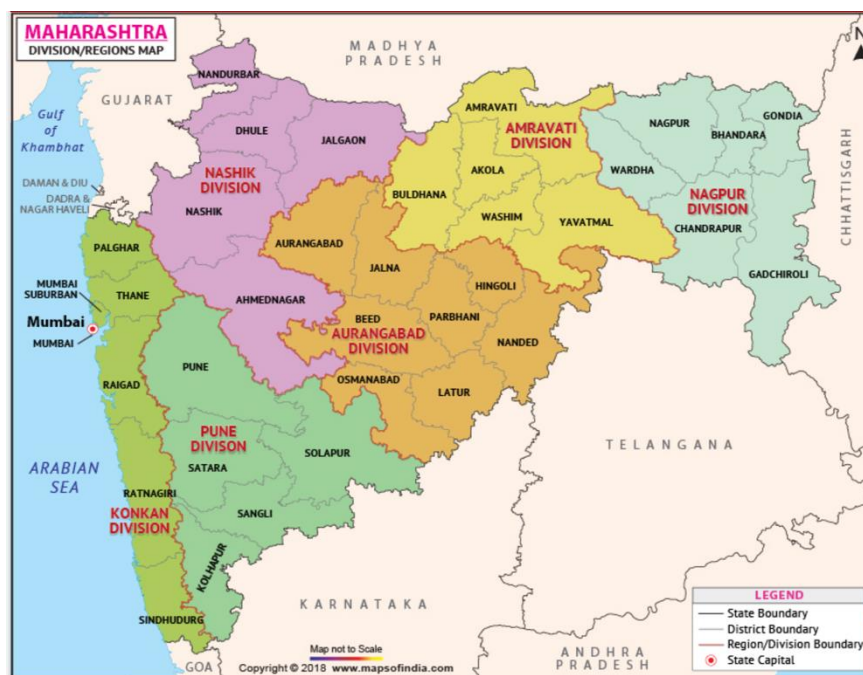 MAHARASHTRA
DIVISION/REGIONS MAP
N
MADHYA
PRADESH
GUJARAT
Gulf
of
Khambhat
DAMAN & DIU
DADRA &
NAGAR HAVELI
CHHATTISGARH
NANDURBAR
DHULE
JALGAON
NASHIK
DIVISION
NASHIK
AHMEDNAGAR
AMRAVATI
AMRAVATI
DIVISION
AKOLA
BULDHANA
WASHIM
YAVATMAL
NAGPUR
BHANDARA
GONDIA
WARDHA
NAGPUR
DIVISION
CHANDRAPUR
GADCHIROLI
AURANGABAD
JALNA
HINGOLI
BEED
PARBHANI
AURANGABAD
DIVISION
NANDED
OSMANABAD
LATUR
PALGHAR
MUMBAI
SUBURBAN
THANE
Mumbai
MUMBAI
RAIGAD
PUNE
PUNE
DIVISON
SATARA
SOLAPUR
SANGLI
KOLHAPUR
RATNAGIRI
KONKAN
DIVISION
SINDHUDURG
ARABIAN
SEA
TELANGANA
KARNATAKA
GOA
ANDHRA
PRADESH
LEGEND
State Boundary
District Boundary
Region/Division Boundary
State Capital
Map not to Scale
Copyright © 2018 www.mapsofindia.com